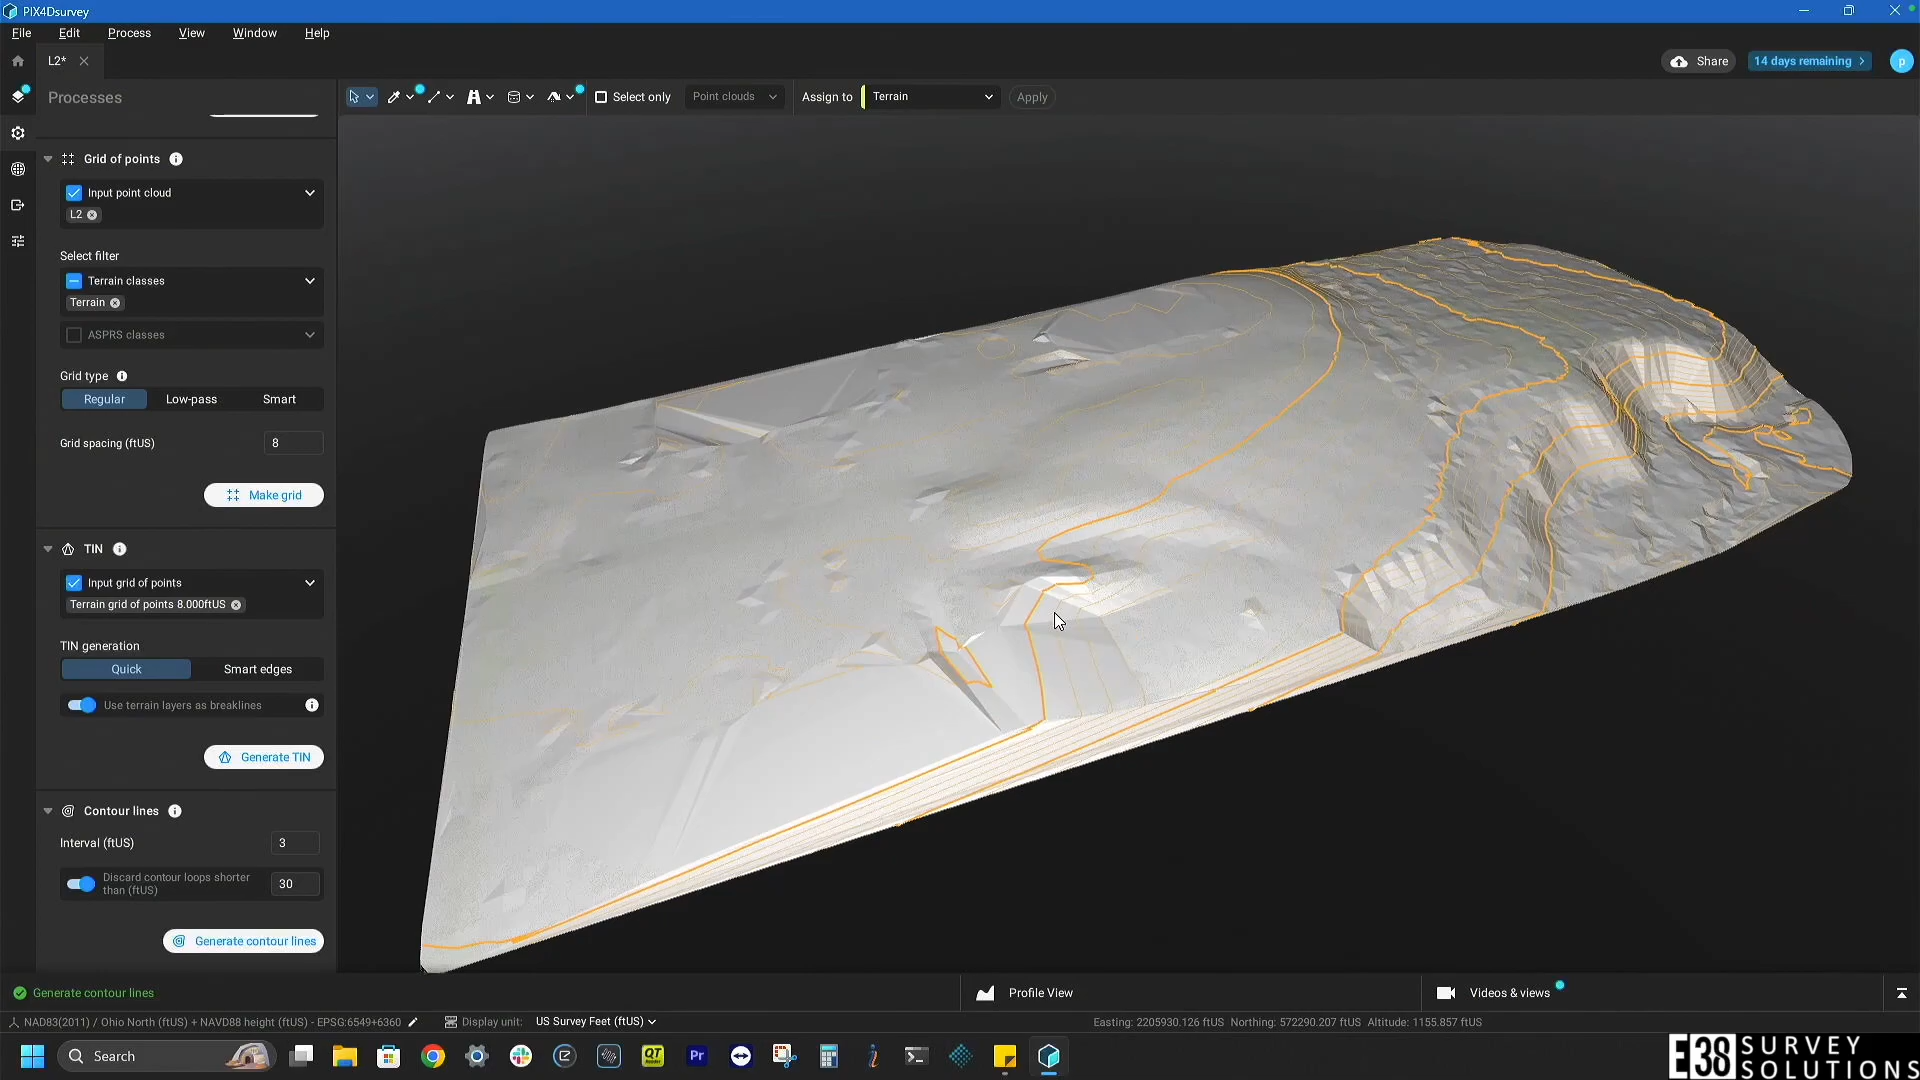 PIX4Dsurvey
File Edit Process View Window Help
L2*
Share
14 days remaining
p
Processes
Select only
Point clouds
Assign to
Terrain
Apply
Grid of points
Input point cloud
L2
Select filter
Terrain classes
Terrain
ASPRS classes
Grid type
Regular Low-pass Smart
Grid spacing (ftUS) 8
Make grid
TIN
Input grid of points
Terrain grid of points 8.000ftUS
TIN generation
Quick Smart edges
Use terrain layers as breaklines
Generate TIN
Contour lines
Interval (ftUS) 3
Discard contour loops shorter
than (ftUS) 30
Generate contour lines
Generate contour lines
Profile View
Videos & views
NAD83(2011) / Ohio North (ftUS) + NAVD88 height (ftUS) - EPSG:6549+6360
Display unit: US Survey Feet (ftUS)
Easting: 2205930.126 ftUS Northing: 572290.207 ftUS Altitude: 1155.857 ftUS
Search
QT
Reader
Pr
E38 SURVEY
SOLUTIONS